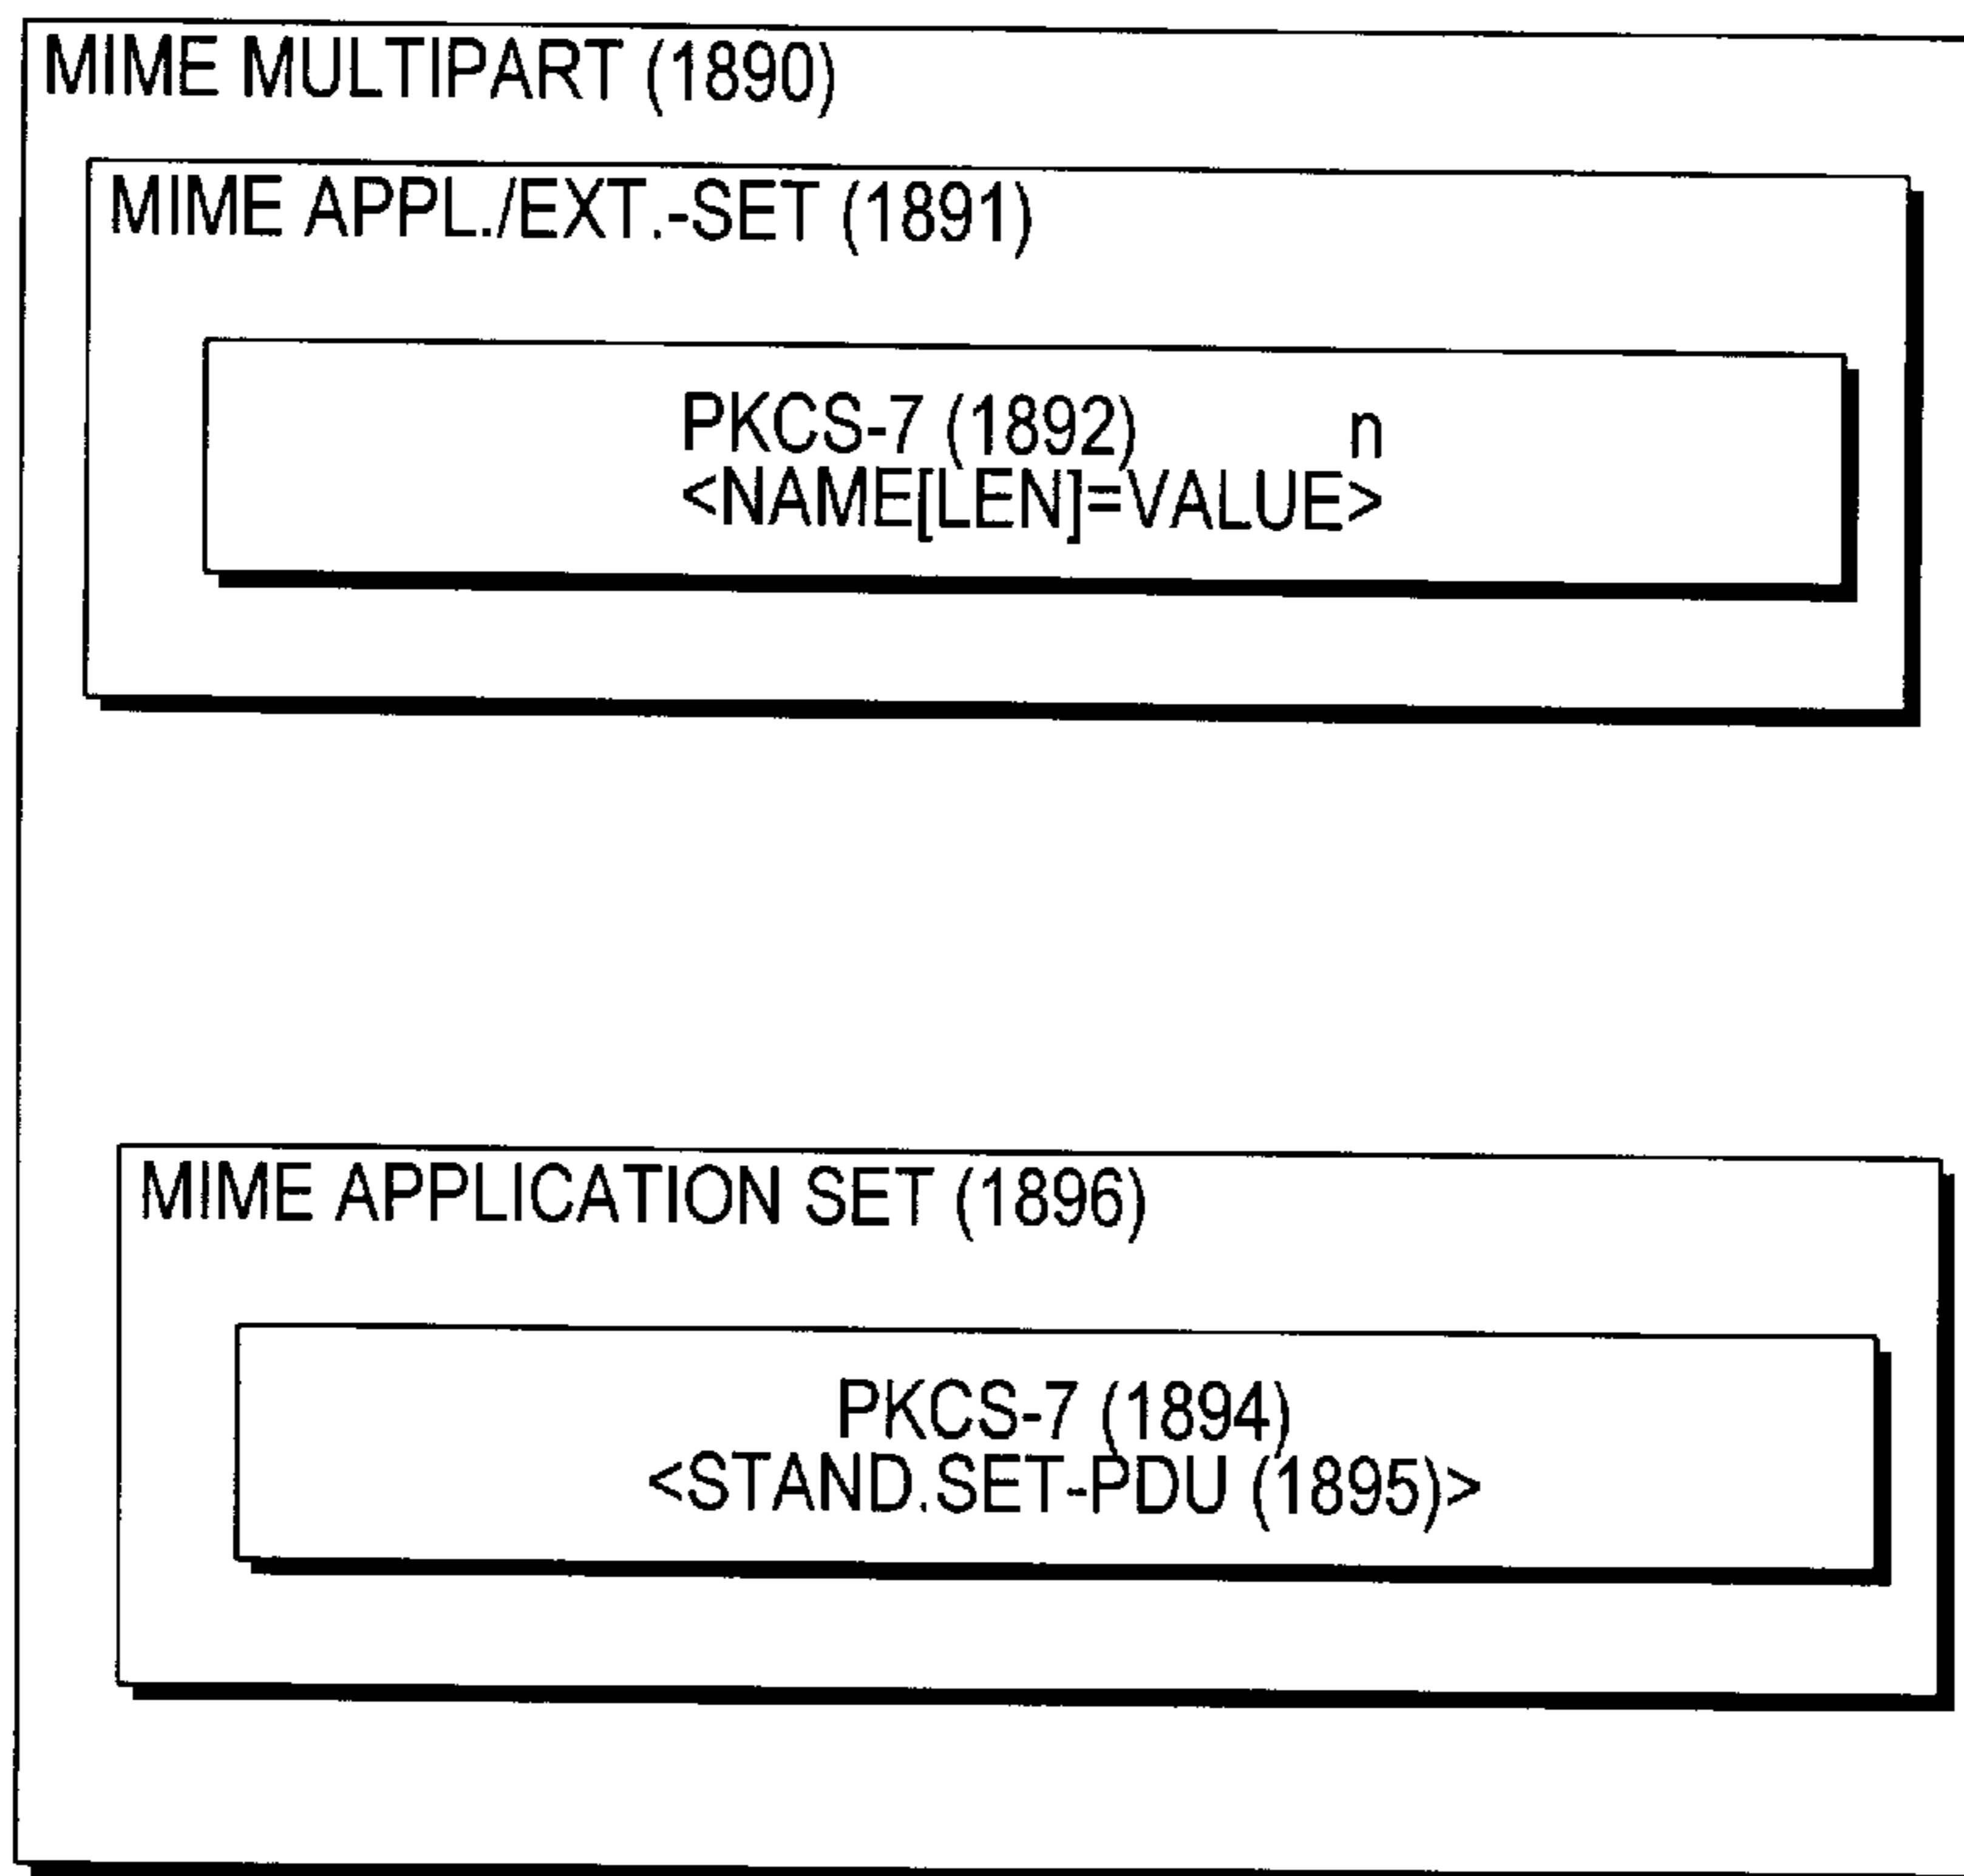 MIME MULTIPART (1890)
MIME APPL./EXT.-SET (1891)
PKCS-7 (1892) n
<NAME[LEN]=VALUE>
MIME APPLICATION SET (1896)
PKCS-7 (1894)
<STAND.SET-PDU (1895)>